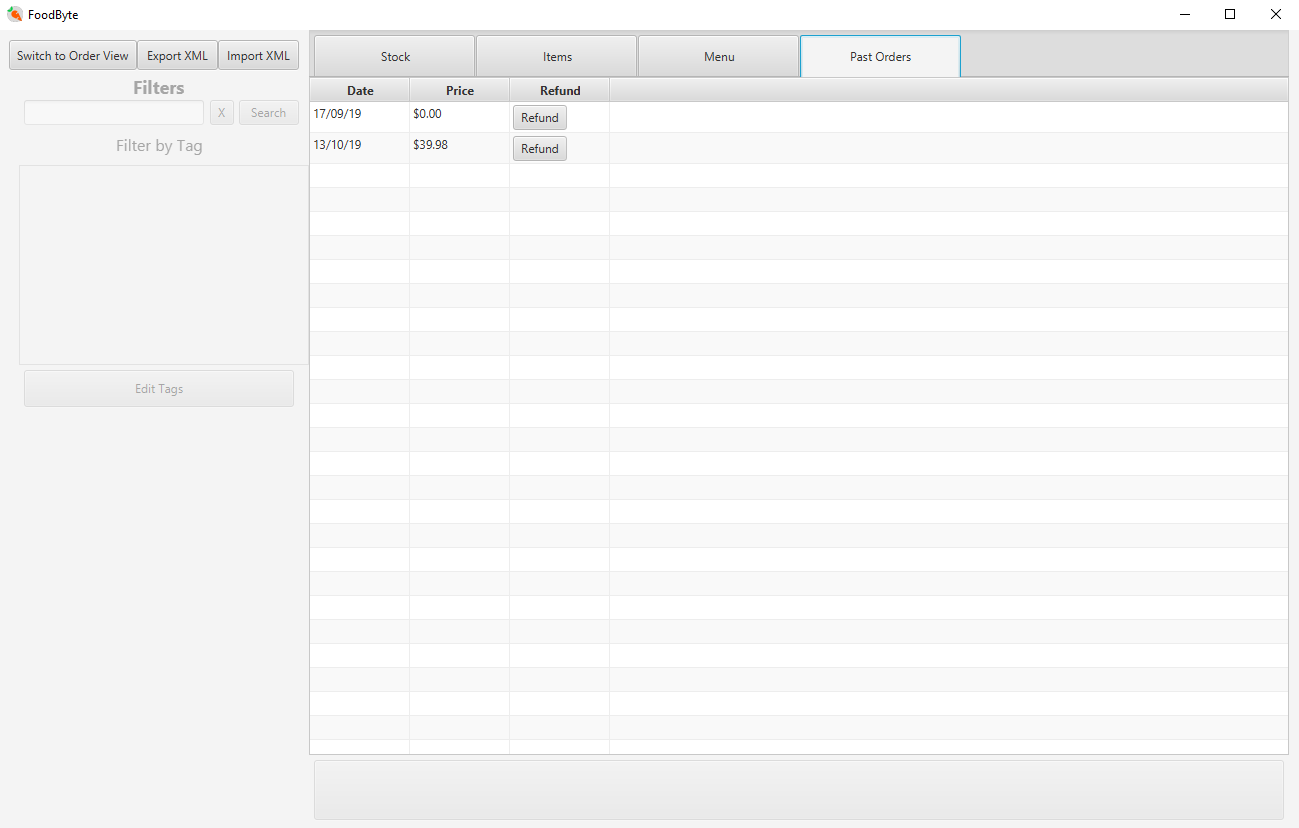 FoodByte
Switch to Order View Export XML Import XML
Filters
X Search
Filter by Tag
Edit Tags
Stock Items Menu Past Orders
Date Price Refund
17/09/19 $0.00 Refund
13/10/19 $39.98 Refund